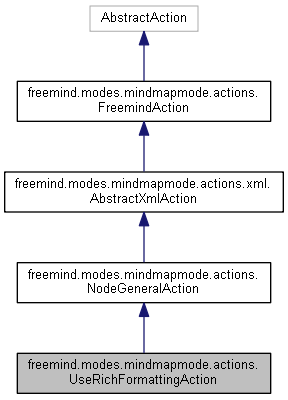 AbstractAction
freemind.modes.mindmapmode.actions.
FreemindAction
freemind.modes.mindmapmode.actions.xml.
AbstractXmlAction
freemind.modes.mindmapmode.actions.
NodeGeneralAction
freemind.modes.mindmapmode.actions.
UseRichFormattingAction